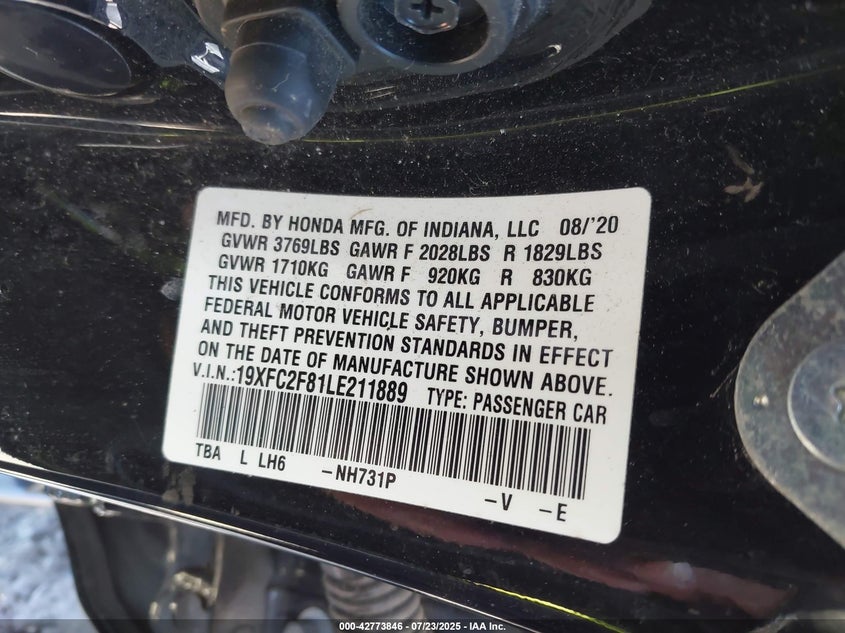 MFD. BY HONDA MFG. OF INDIANA, LLC 08/'20
GVWR 3769LBS GAWR F 2028LBS R 1829LBS
GVWR 1710KG GAWR F 920KG R 830KG
THIS VEHICLE CONFORMS TO ALL APPLICABLE
FEDERAL MOTOR VEHICLE SAFETY, BUMPER,
AND THEFT PREVENTION STANDARDS IN EFFECT
ON THE DATE OF MANUFACTURE SHOWN ABOVE.
V.I.N.:19XFC2F81LE211889 TYPE: PASSENGER CAR
TBA L LH6 -NH731P -V -E
000-42773846 - 07/23/2025 - IAA Inc.